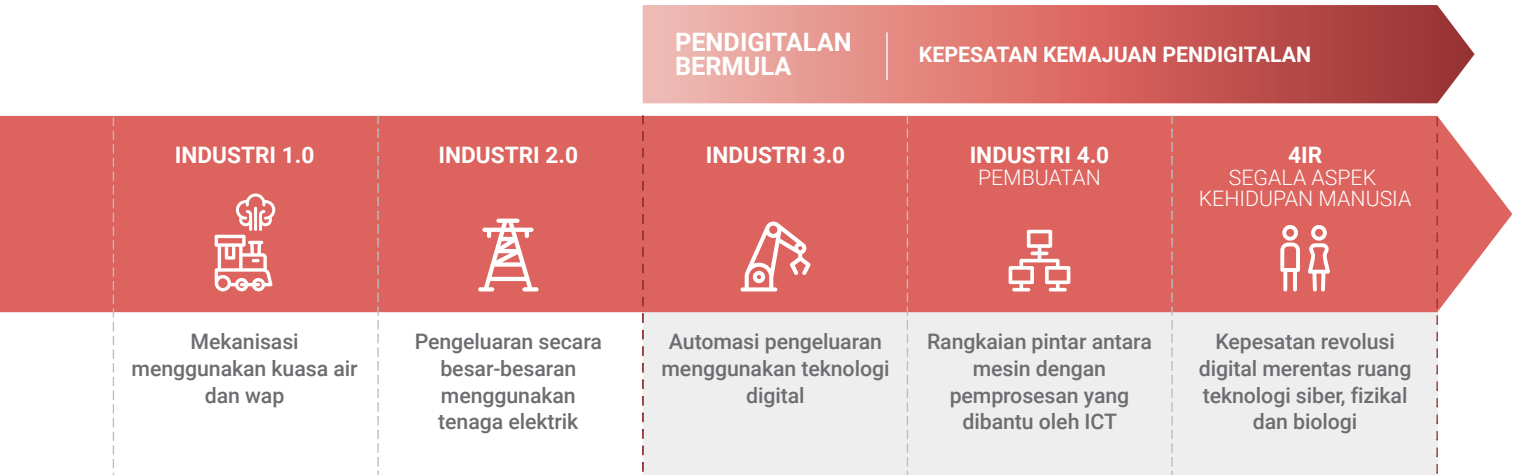 PENDIGITALAN
BERMULA
KEPESATAN KEMAJUAN PENDIGITALAN
INDUSTRI 1.0
INDUSTRI 2.0
INDUSTRI 3.0
INDUSTRI 4.0
PEMBUATAN
4IR
SEGALA ASPEK
KEHIDUPAN MANUSIA
Mekanisasi
menggunakan kuasa air
dan wap
Pengeluaran secara
besar-besaran
menggunakan
tenaga elektrik
Automasi pengeluaran
menggunakan teknologi
digital
Rangkaian pintar antara
mesin dengan
pemprosesan yang
dibantu oleh ICT
Kepesatan revolusi
digital merentas ruang
teknologi siber, fizikal
dan biologi